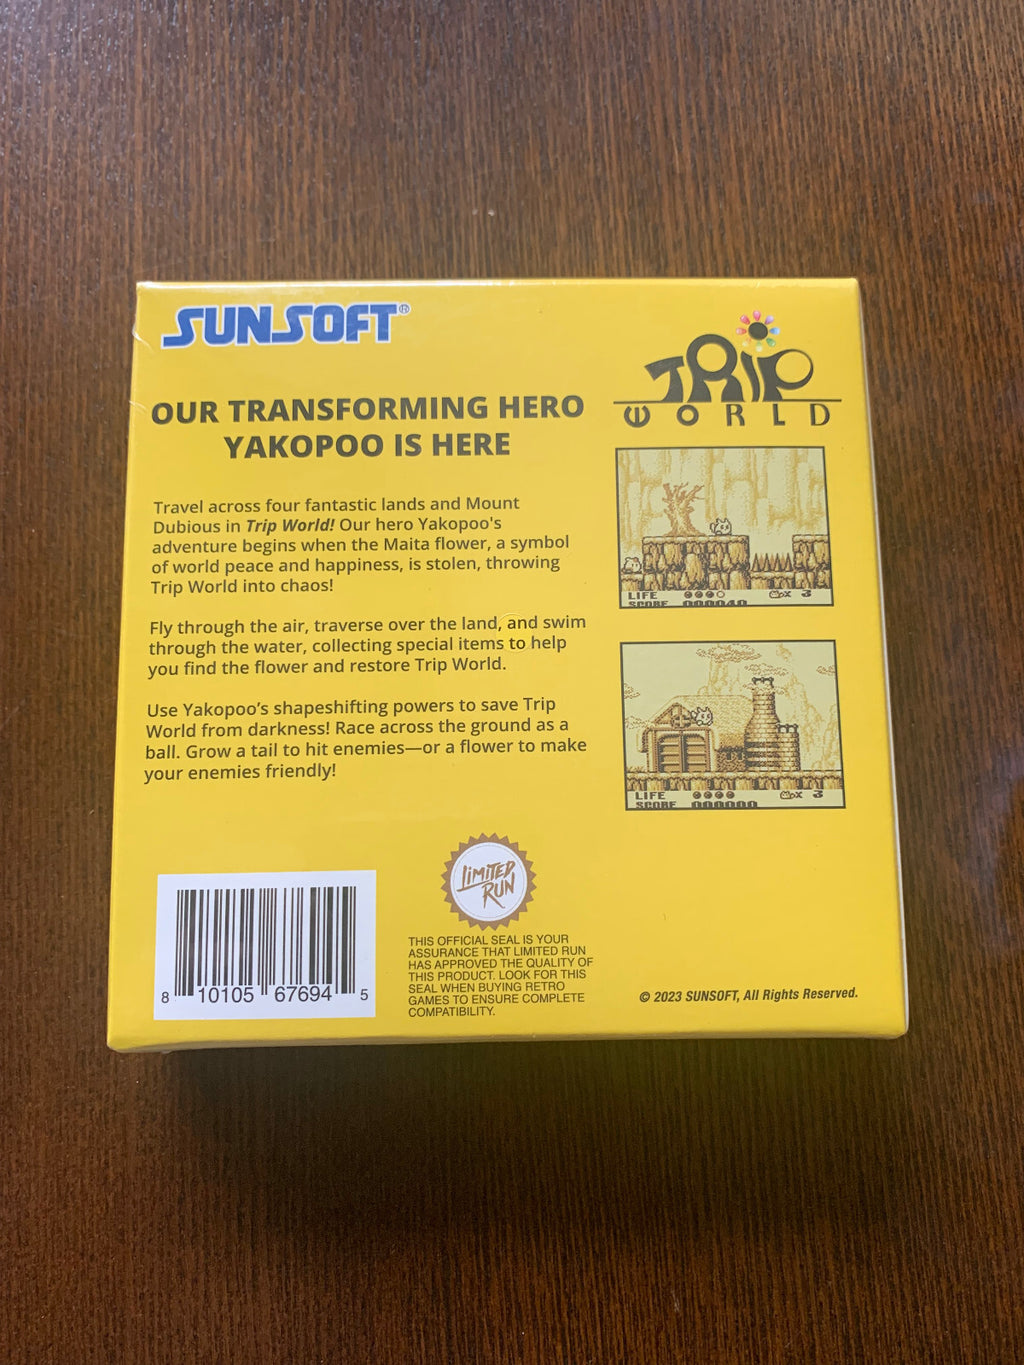 SUNSOFT®
TRIP
WORLD
OUR TRANSFORMING HERO
YAKOPOO IS HERE
Travel across four fantastic lands and Mount
Dubious in Trip World! Our hero Yakopoo's
adventure begins when the Maita flower, a symbol
of world peace and happiness, is stolen, throwing
Trip World into chaos!
Fly through the air, traverse over the land, and swim
through the water, collecting special items to help
you find the flower and restore Trip World.
Use Yakopoo's shapeshifting powers to save Trip
World from darkness! Race across the ground as a
ball. Grow a tail to hit enemies—or a flower to make
your enemies friendly!
LIFE X 3
SCORE 000040
LIFE X 3
SCORE 000000
LIMITED
RUN
THIS OFFICIAL SEAL IS YOUR
ASSURANCE THAT LIMITED RUN
HAS APPROVED THE QUALITY OF
THIS PRODUCT. LOOK FOR THIS
SEAL WHEN BUYING RETRO
GAMES TO ENSURE COMPLETE
COMPATIBILITY.
8 10105 67694 5
© 2023 SUNSOFT, All Rights Reserved.